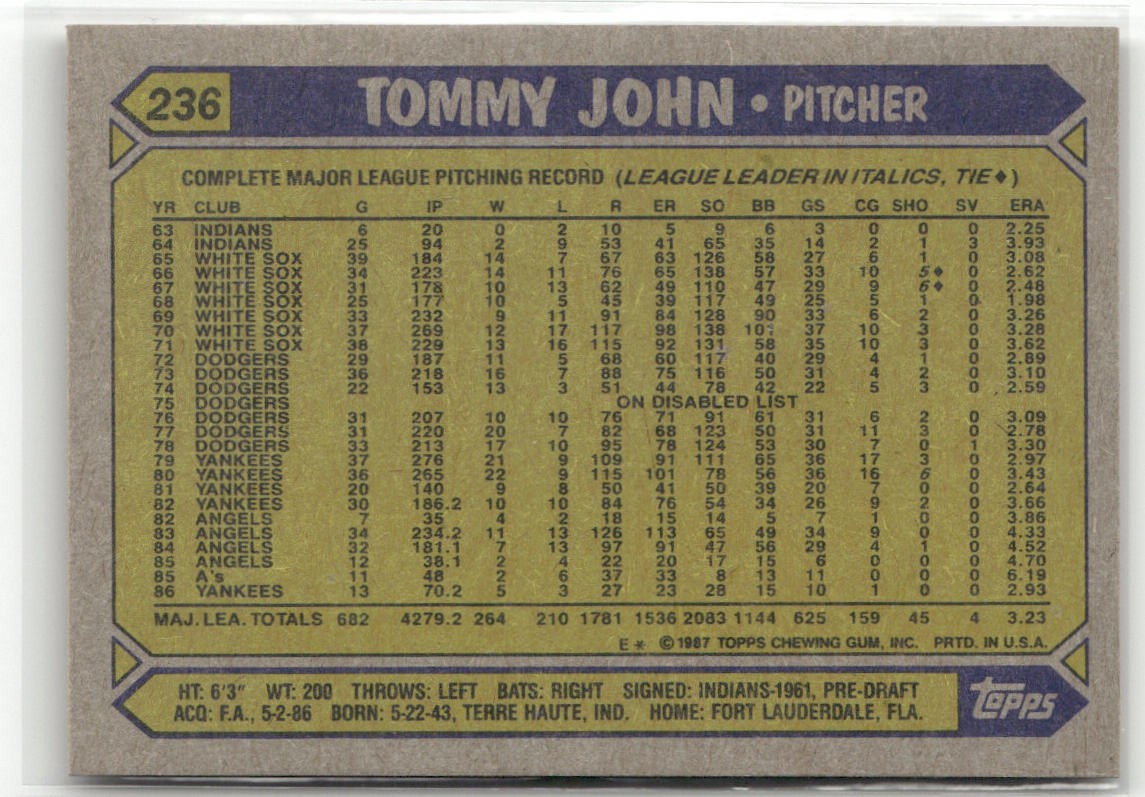 236 TOMMY JOHN • PITCHER
COMPLETE MAJOR LEAGUE PITCHING RECORD (LEAGUE LEADER IN ITALICS, TIE♦)
YR CLUB G IP W L R ER SO BB GS CG SHO SV ERA
63 INDIANS 6 20 0 2 10 5 9 6 3 0 0 0 2.25
64 INDIANS 25 94 2 9 53 41 65 35 14 2 1 3 3.93
65 WHITE SOX 39 184 14 7 67 63 126 58 27 6 1 0 3.08
66 WHITE SOX 34 223 14 11 76 65 138 57 33 10 5♦ 0 2.62
67 WHITE SOX 31 178 10 13 62 49 110 47 29 9 6♦ 0 2.48
68 WHITE SOX 25 177 10 5 45 39 117 49 25 5 1 0 1.98
69 WHITE SOX 33 232 9 11 91 84 128 90 33 6 2 0 3.26
70 WHITE SOX 37 269 12 17 117 98 138 101 37 10 3 0 3.28
71 WHITE SOX 38 229 13 16 115 92 131 58 35 10 3 0 3.62
72 DODGERS 29 187 11 5 68 60 117 40 29 4 1 0 2.89
73 DODGERS 36 218 16 7 88 75 116 50 31 4 2 0 3.10
74 DODGERS 22 153 13 3 51 44 78 42 22 5 3 0 2.59
75 DODGERS ON DISABLED LIST
76 DODGERS 31 207 10 10 76 71 91 61 31 6 2 0 3.09
77 DODGERS 31 220 20 7 82 68 123 50 31 11 3 0 2.78
78 DODGERS 33 213 17 10 95 78 124 53 30 7 0 1 3.30
79 YANKEES 37 276 21 9 109 91 111 65 36 17 3 0 2.97
80 YANKEES 36 265 22 9 115 101 78 56 36 16 6 0 3.43
81 YANKEES 20 140 9 8 50 41 50 39 20 7 0 0 2.64
82 YANKEES 30 186.2 10 10 84 76 54 34 26 9 2 0 3.66
82 ANGELS 7 35 4 2 18 15 14 5 7 1 0 0 3.86
83 ANGELS 34 234.2 11 13 126 113 65 49 34 9 0 0 4.33
84 ANGELS 32 181.1 7 13 97 91 47 56 29 4 1 0 4.52
85 ANGELS 12 38.1 2 4 22 20 17 15 6 0 0 0 4.70
85 A's 11 48 2 6 37 33 8 13 11 0 0 0 6.19
86 YANKEES 13 70.2 5 3 27 23 28 15 10 1 0 0 2.93
MAJ. LEA. TOTALS 682 4279.2 264 210 1781 1536 2083 1144 625 159 45 4 3.23
E * © 1987 TOPPS CHEWING GUM, INC. PRTD. IN U.S.A.
HT: 6'3" WT: 200 THROWS: LEFT BATS: RIGHT SIGNED: INDIANS-1961, PRE-DRAFT
ACQ: F.A., 5-2-86 BORN: 5-22-43, TERRE HAUTE, IND. HOME: FORT LAUDERDALE, FLA.
TOPPS